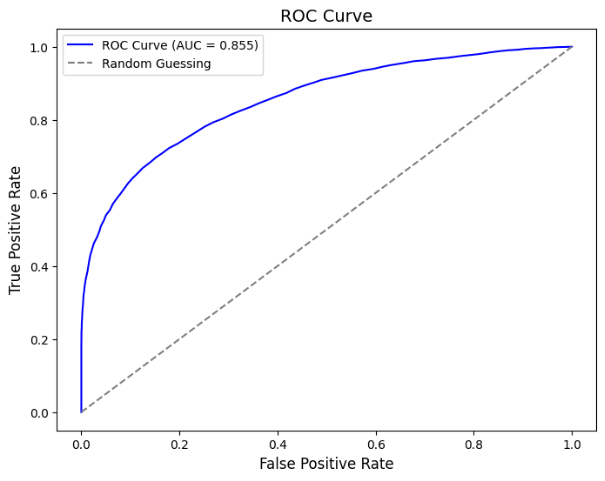 ROC Curve
ROC Curve (AUC = 0.855)
Random Guessing
True Positive Rate
1.0
0.8
0.6
0.4
0.2
0.0
0.0 0.2 0.4 0.6 0.8 1.0
False Positive Rate